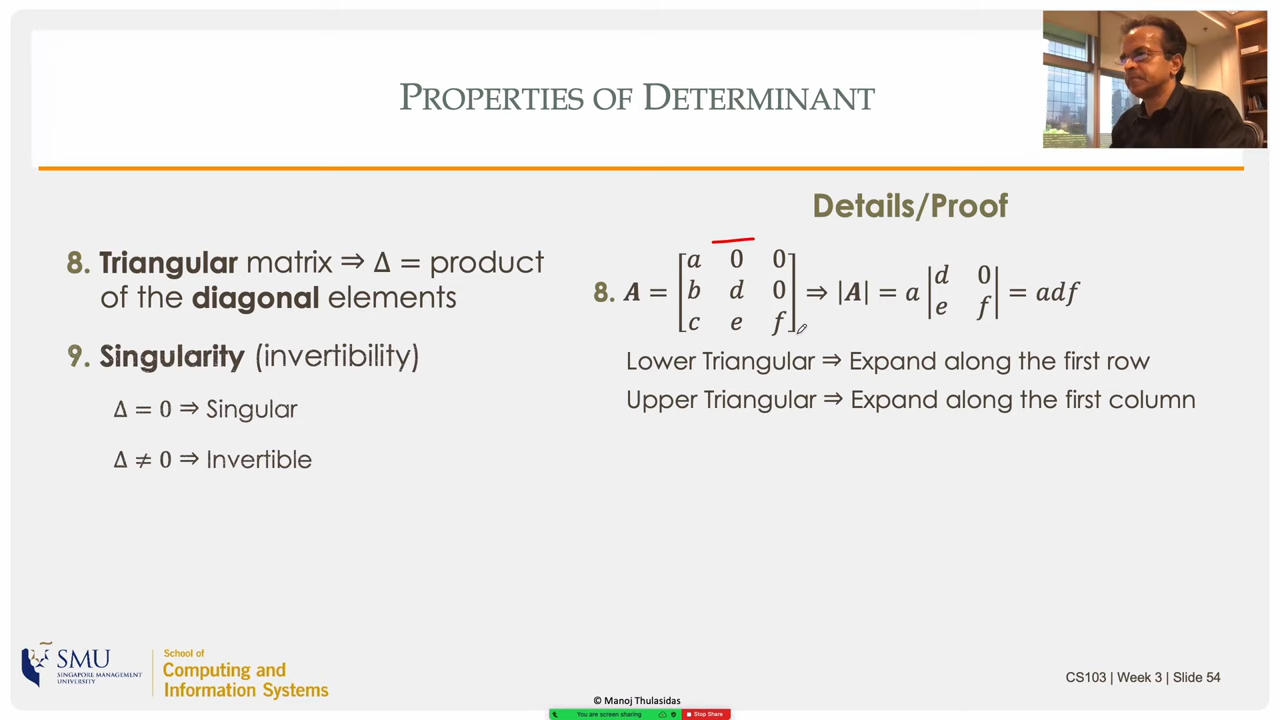 PROPERTIES OF DETERMINANT
Details/Proof
8. Triangular matrix ⇒ Δ = product
of the diagonal elements
9. Singularity (invertibility)
Δ = 0 ⇒ Singular
Δ ≠ 0 ⇒ Invertible
8. A = [a 0 0; b d 0; c e f] ⇒ |A| = a |d 0; e f| = adf
Lower Triangular ⇒ Expand along the first row
Upper Triangular ⇒ Expand along the first column
SMU
SINGAPORE MANAGEMENT
UNIVERSITY
School of
Computing and
Information Systems
CS103 | Week 3 | Slide 54
© Manoj Thulasidas
You are screen sharing
Stop Share